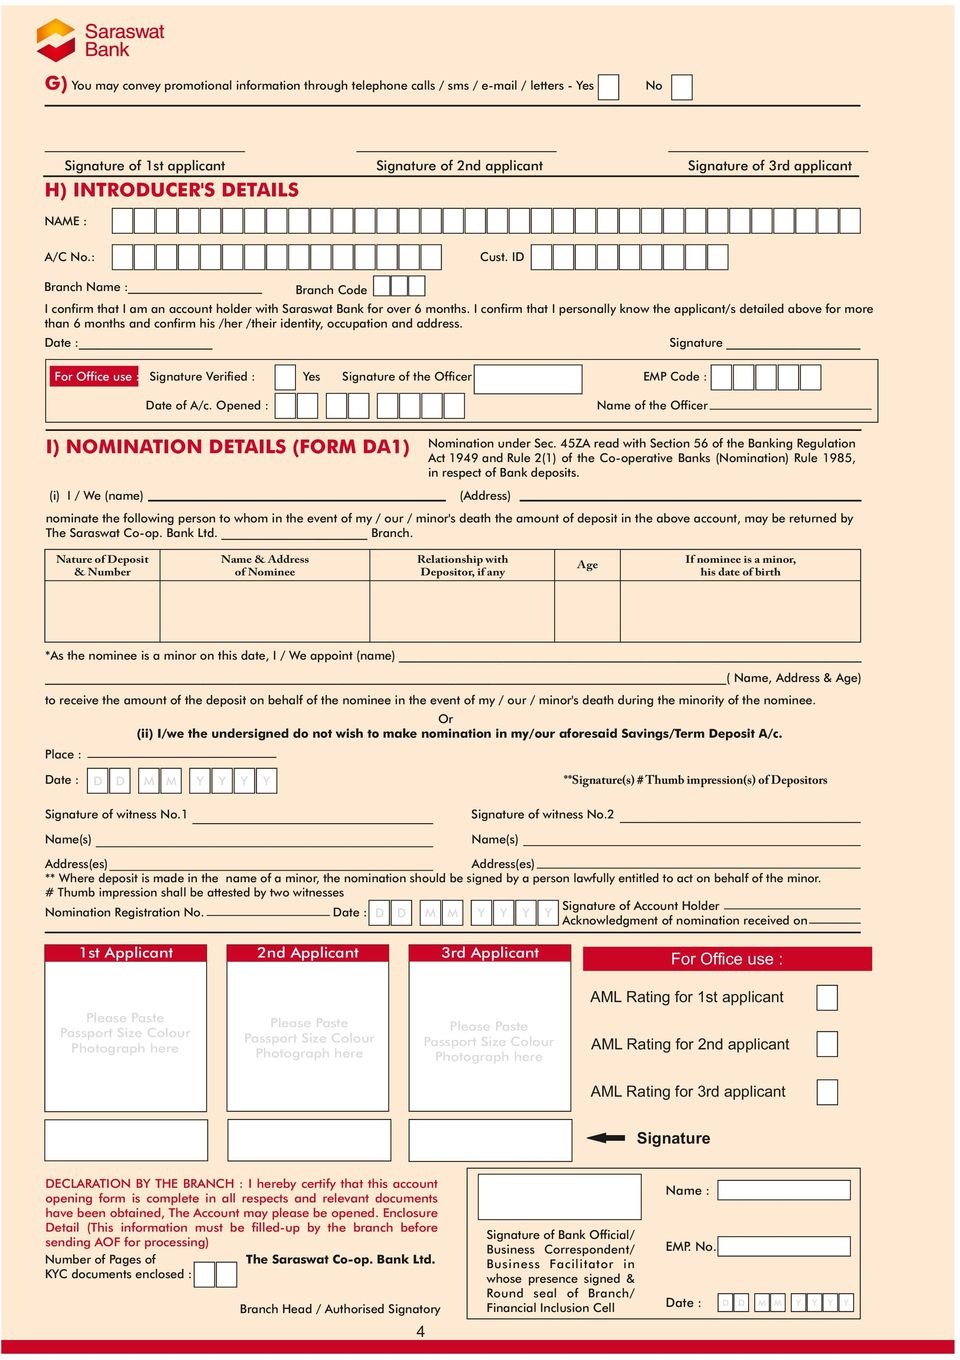 Saraswat
Bank
G) You may convey promotional information through telephone calls / sms / e-mail / letters - Yes No
Signature of 1st applicant Signature of 2nd applicant Signature of 3rd applicant
H) INTRODUCER'S DETAILS
NAME :
A/C No.: Cust. ID
Branch Name : Branch Code
I confirm that I am an account holder with Saraswat Bank for over 6 months. I confirm that I personally know the applicant/s detailed above for more
than 6 months and confirm his /her /their identity, occupation and address.
Date : Signature
For Office use : Signature Verified : Yes Signature of the Officer EMP Code :
Date of A/c. Opened : Name of the Officer
I) NOMINATION DETAILS (FORM DA1)
Nomination under Sec. 45ZA read with Section 56 of the Banking Regulation
Act 1949 and Rule 2(1) of the Co-operative Banks (Nomination) Rule 1985,
in respect of Bank deposits.
(i) I / We (name) (Address)
nominate the following person to whom in the event of my / our / minor's death the amount of deposit in the above account, may be returned by
The Saraswat Co-op. Bank Ltd. Branch.
Nature of Deposit Name & Address Relationship with Age If nominee is a minor,
& Number of Nominee Depositor, if any his date of birth
*As the nominee is a minor on this date, I / We appoint (name)
( Name, Address & Age)
to receive the amount of the deposit on behalf of the nominee in the event of my / our / minor's death during the minority of the nominee.
Or
(ii) I/we the undersigned do not wish to make nomination in my/our aforesaid Savings/Term Deposit A/c.
Place :
Date : D D M M Y Y Y Y **Signature(s) # Thumb impression(s) of Depositors
Signature of witness No.1 Signature of witness No.2
Name(s) Name(s)
Address(es) Address(es)
** Where deposit is made in the name of a minor, the nomination should be signed by a person lawfully entitled to act on behalf of the minor.
# Thumb impression shall be attested by two witnesses
Signature of Account Holder
Nomination Registration No. Date : D D M M Y Y Y Y
Acknowledgment of nomination received on
1st Applicant 2nd Applicant 3rd Applicant For Office use :
Please Paste
Passport Size Colour
Photograph here
Please Paste
Passport Size Colour
Photograph here
Please Paste
Passport Size Colour
Photograph here
AML Rating for 1st applicant
AML Rating for 2nd applicant
AML Rating for 3rd applicant
Signature
DECLARATION BY THE BRANCH : I hereby certify that this account
opening form is complete in all respects and relevant documents
have been obtained, The Account may please be opened. Enclosure
Detail (This information must be filled-up by the branch before
sending AOF for processing)
Number of Pages of The Saraswat Co-op. Bank Ltd.
KYC documents enclosed :
Branch Head / Authorised Signatory
Signature of Bank Official/
Business Correspondent/
Business Facilitator in
whose presence signed &
Round seal of Branch/
Financial Inclusion Cell
Name :
EMP. No.
Date : D D M M Y Y Y Y
4